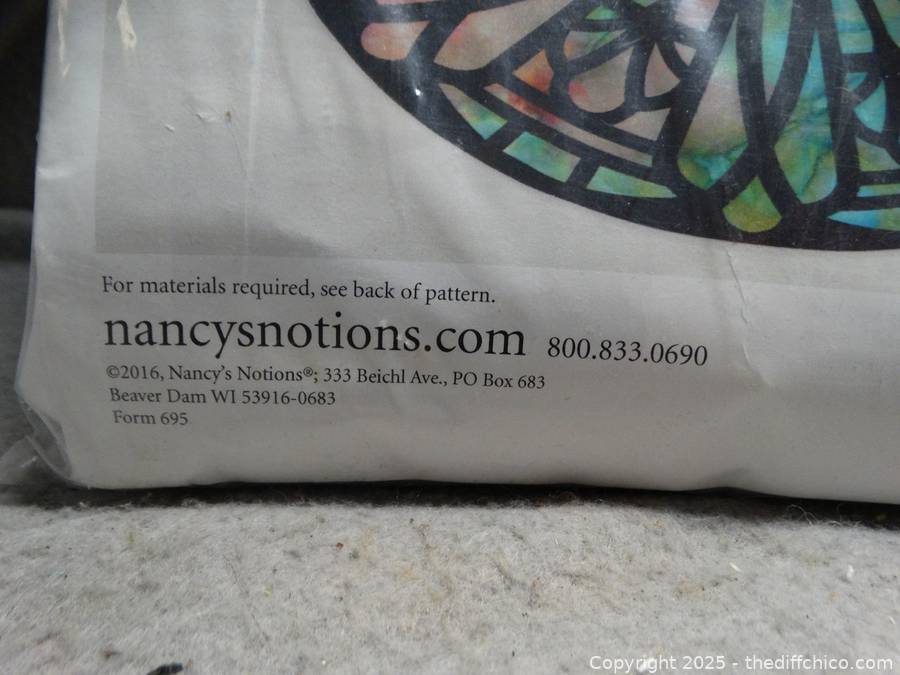 For materials required, see back of pattern.
nancysnotions.com 800.833.0690
©2016, Nancy's Notions®; 333 Beichl Ave., PO Box 683
Beaver Dam WI 53916-0683
Form 695
Copyright 2025 - thediffchico.com